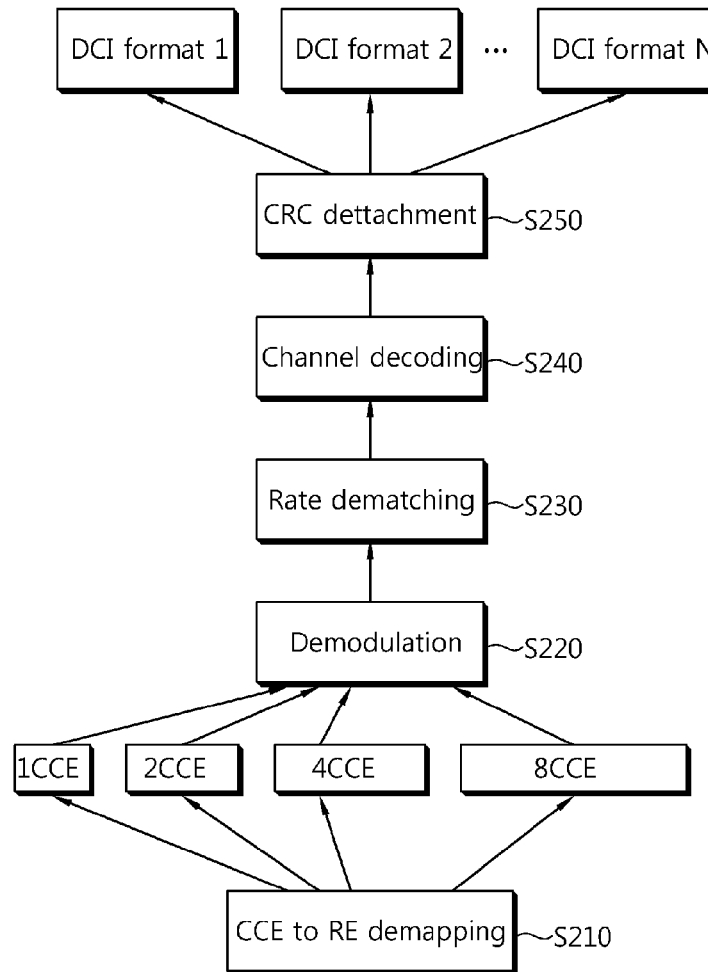 DCI format 1
DCI format 2
...
DCI format N
CRC dettachment
S250
Channel decoding
S240
Rate dematching
S230
Demodulation
S220
1CCE
2CCE
4CCE
8CCE
CCE to RE demapping
S210